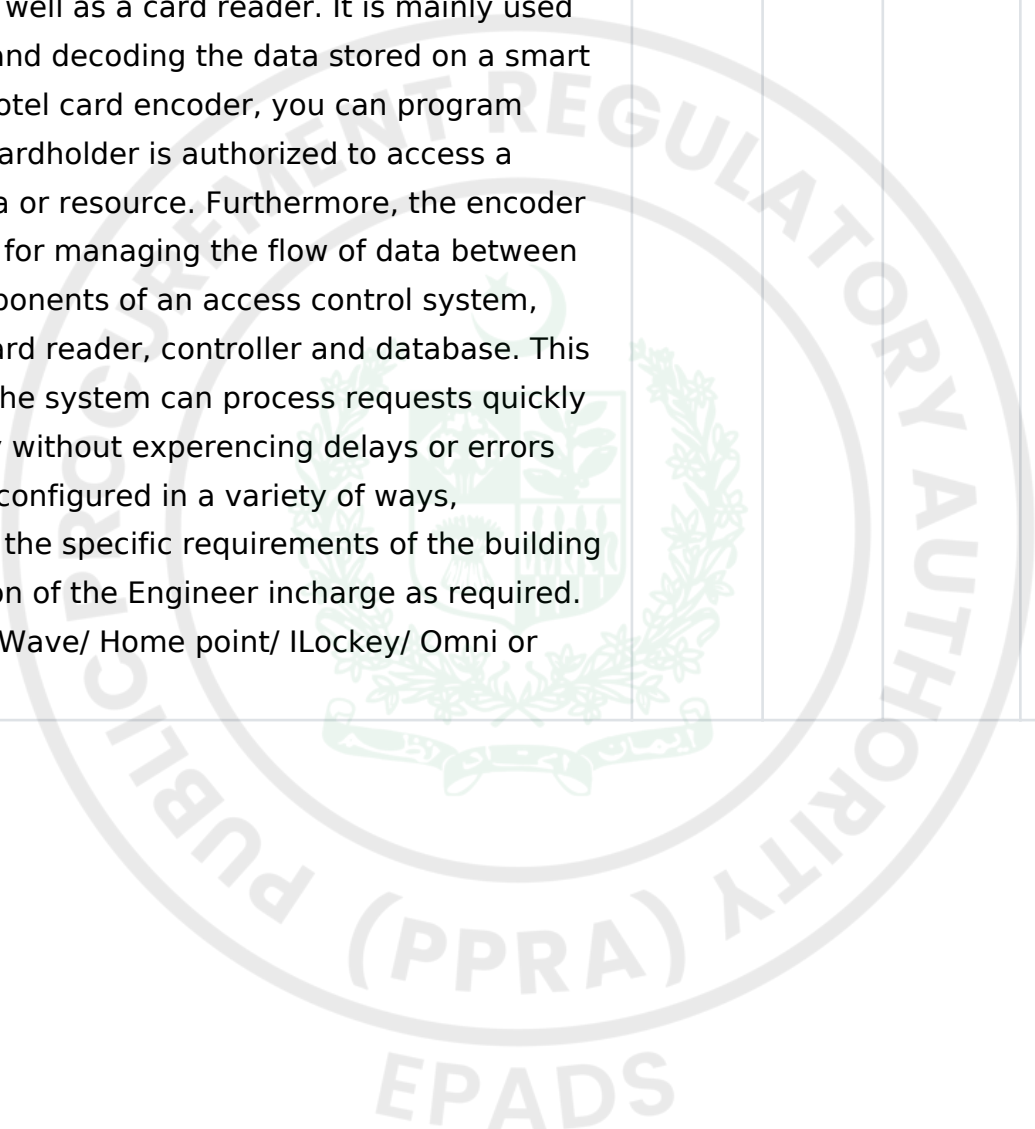 well as a card reader. It is mainly used
and decoding the data stored on a smart
otel card encoder, you can program
ardholder is authorized to access a
a or resource. Furthermore, the encoder
for managing the flow of data between
ponents of an access control system,
ard reader, controller and database. This
he system can process requests quickly
y without experencing delays or errors
configured in a variety of ways,
the specific requirements of the building
on of the Engineer incharge as required.
Wave/ Home point/ ILockey/ Omni or
PUBLIC PROCUREMENT REGULATORY AUTHORITY
(PPRA)
EPADS